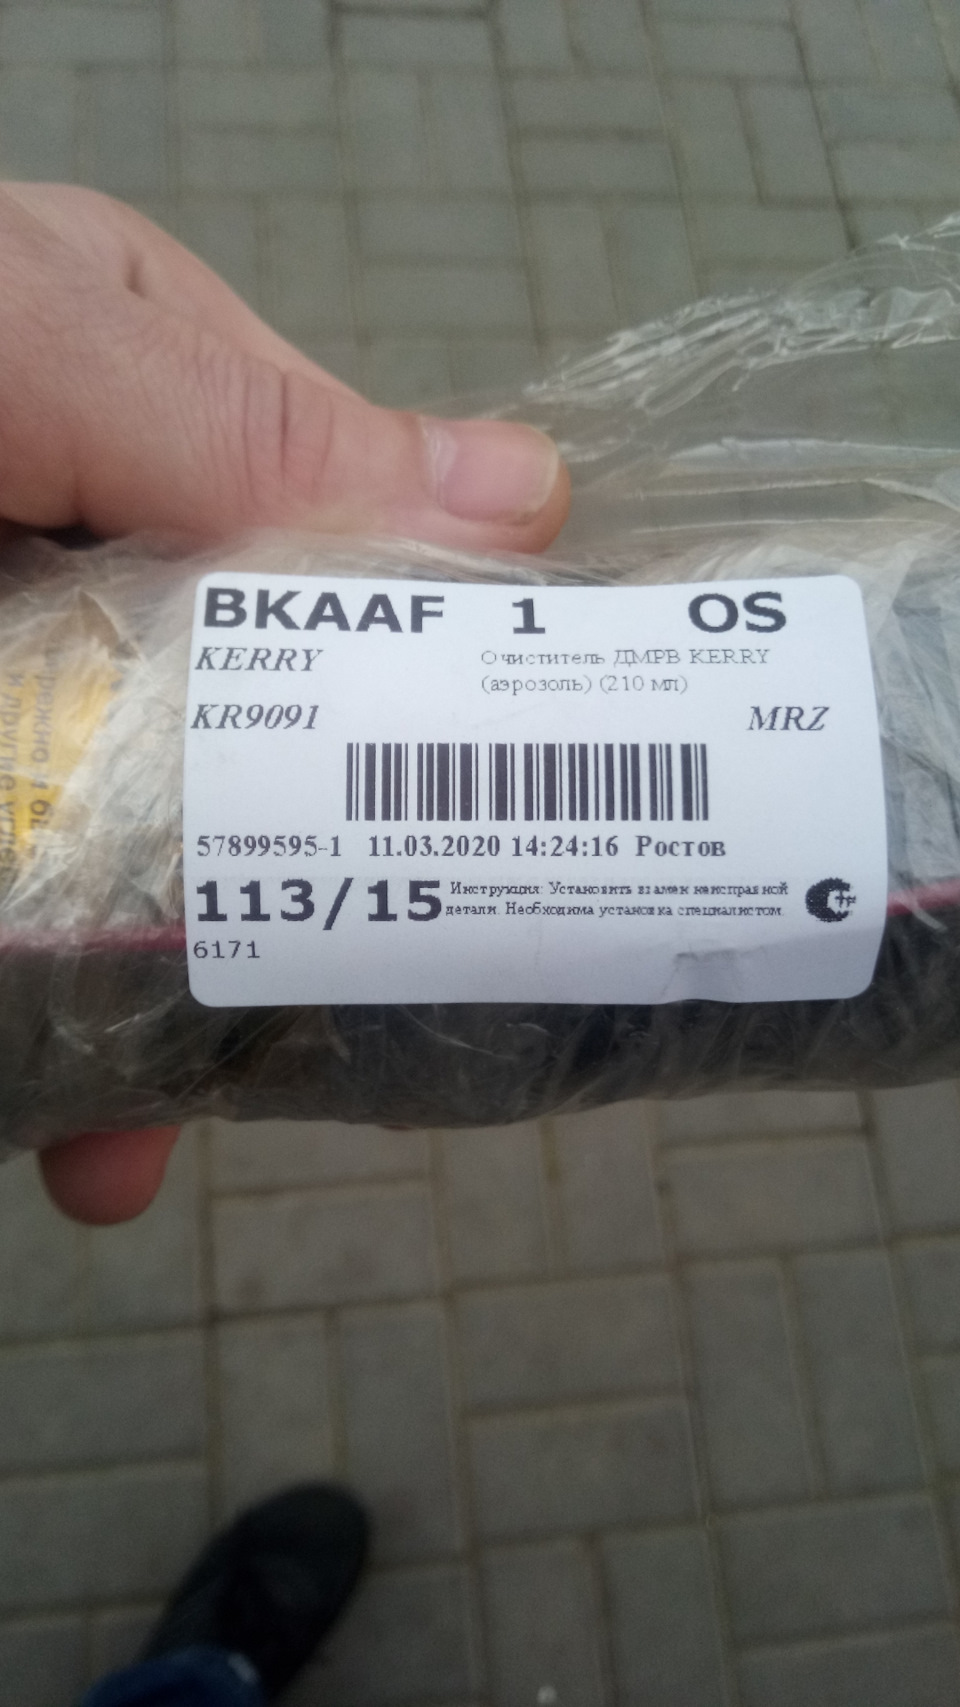 BKAAF 1 OS
KERRY
Очиститель ДМРВ KERRY
(аэрозоль) (210 мл)
KR9091
MRZ
57899595-1 11.03.2020 14:24:16 Ростов
113/15
Инструкция: Установить взамен неисправной
детали. Необходима установка специалистом.
6171